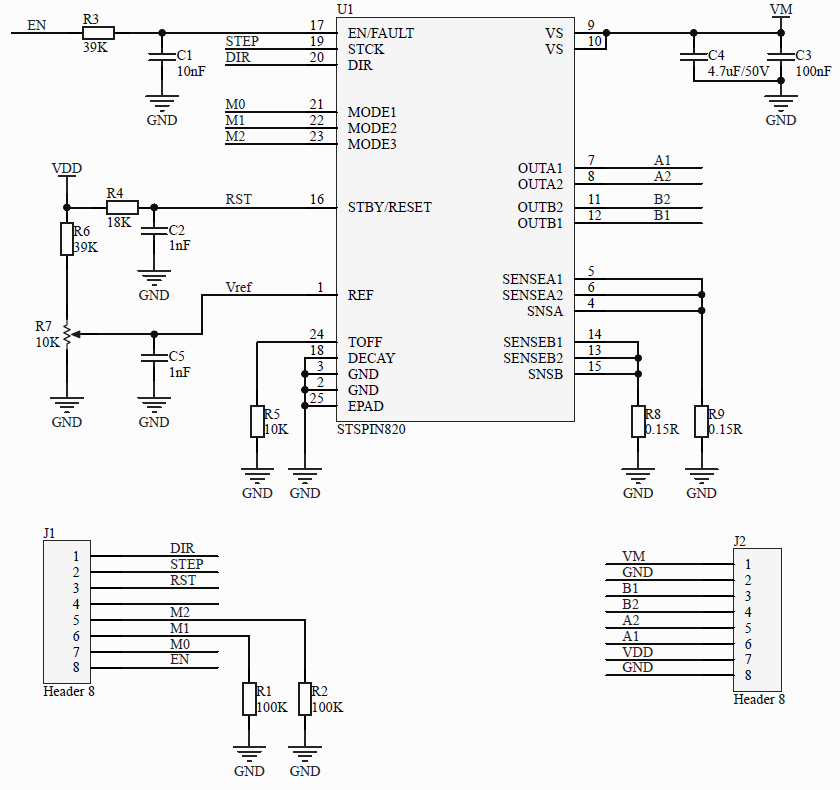 U1
EN
R3
39K
C1
10nF
GND
STEP
DIR
17
19
20
EN/FAULT
STCK
DIR
M0
M1
M2
21
22
23
MODE1
MODE2
MODE3
VS
VS
9
10
VM
C4
4.7uF/50V
C3
100nF
GND
OUTA1
OUTA2
7
8
A1
A2
OUTB2
OUTB1
11
12
B2
B1
VDD
R4
18K
RST
16
STBY/RESET
R6
39K
C2
1nF
GND
Vref
1
REF
R7
10K
C5
1nF
GND
GND
SENSEA1
SENSEA2
SNSA
5
6
4
24
18
3
2
25
TOFF
DECAY
GND
GND
EPAD
SENSEB1
SENSEB2
SNSB
14
13
15
R5
10K
GND
GND
STSPIN820
R8
0.15R
R9
0.15R
GND
GND
J1
1
2
3
4
5
6
7
8
DIR
STEP
RST
M2
M1
M0
EN
Header 8
R1
100K
R2
100K
GND
GND
J2
VM
GND
B1
B2
A2
A1
VDD
GND
1
2
3
4
5
6
7
8
Header 8